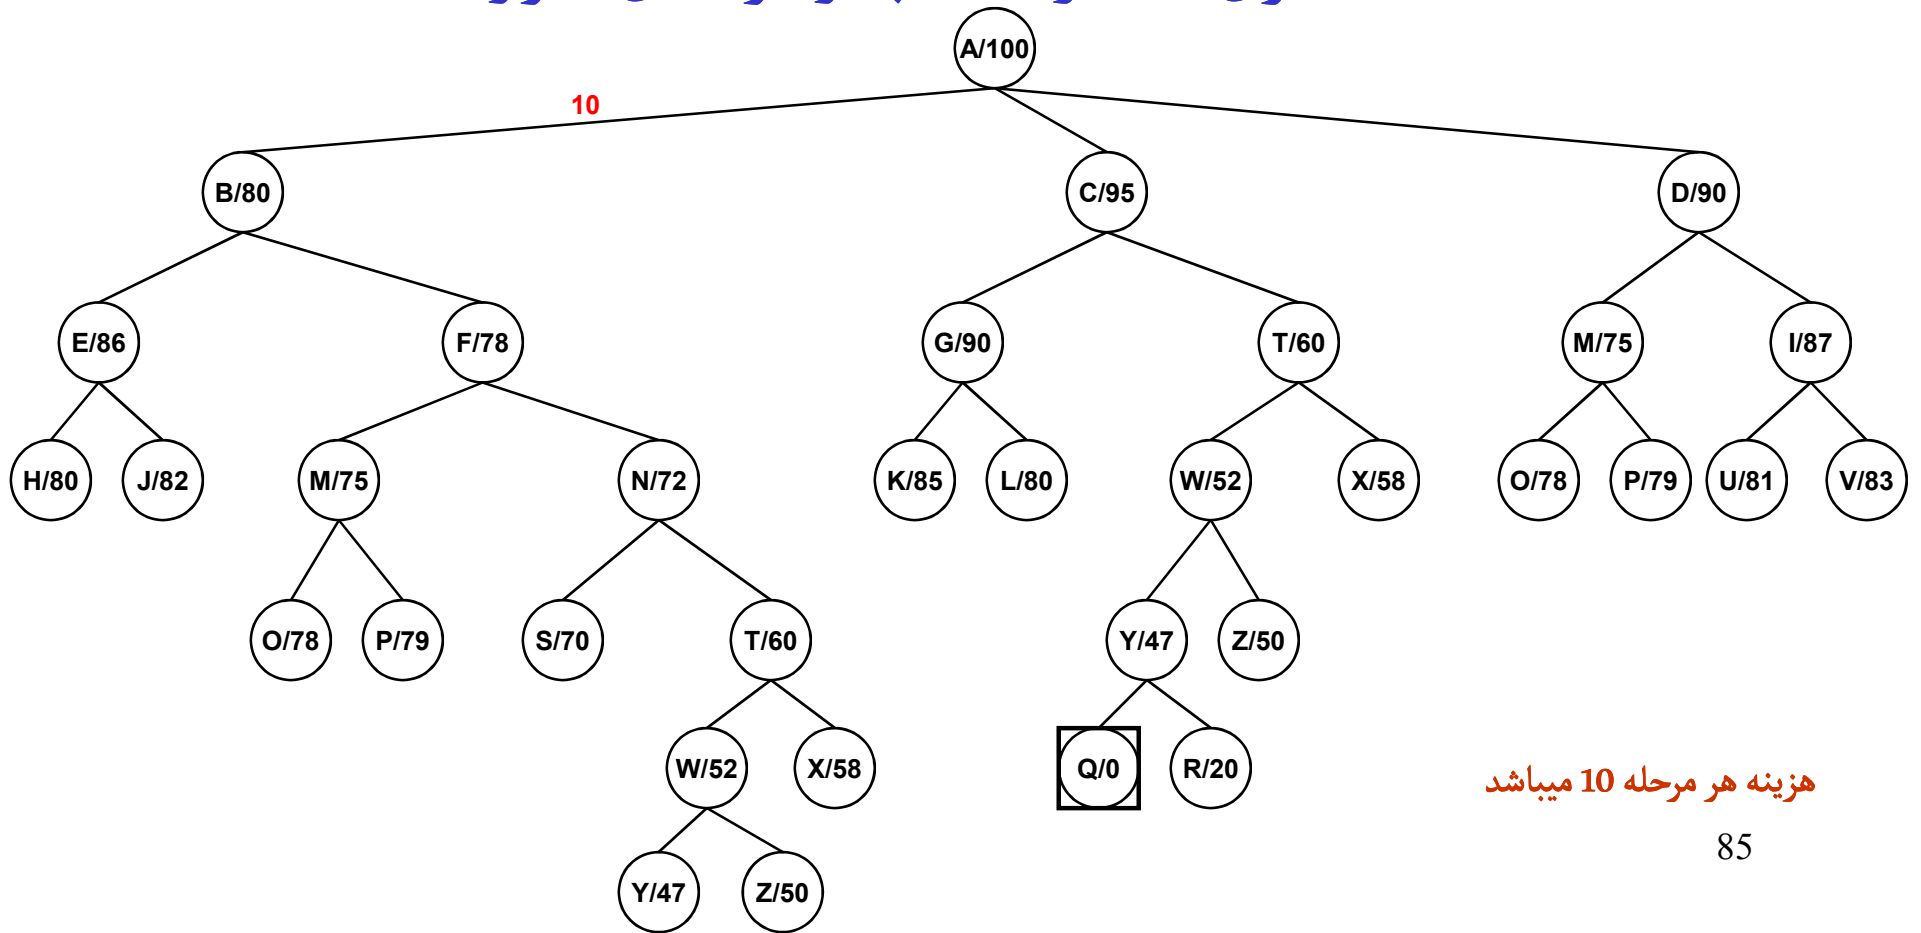 A/100
10
B/80 C/95 D/90
E/86 F/78 G/90 T/60 M/75 I/87
H/80 J/82 M/75 N/72 K/85 L/80 W/52 X/58 O/78 P/79 U/81 V/83
O/78 P/79 S/70 T/60 Y/47 Z/50
W/52 X/58 Q/0 R/20
هزینه هر مرحله 10 میباشد
85
Y/47 Z/50